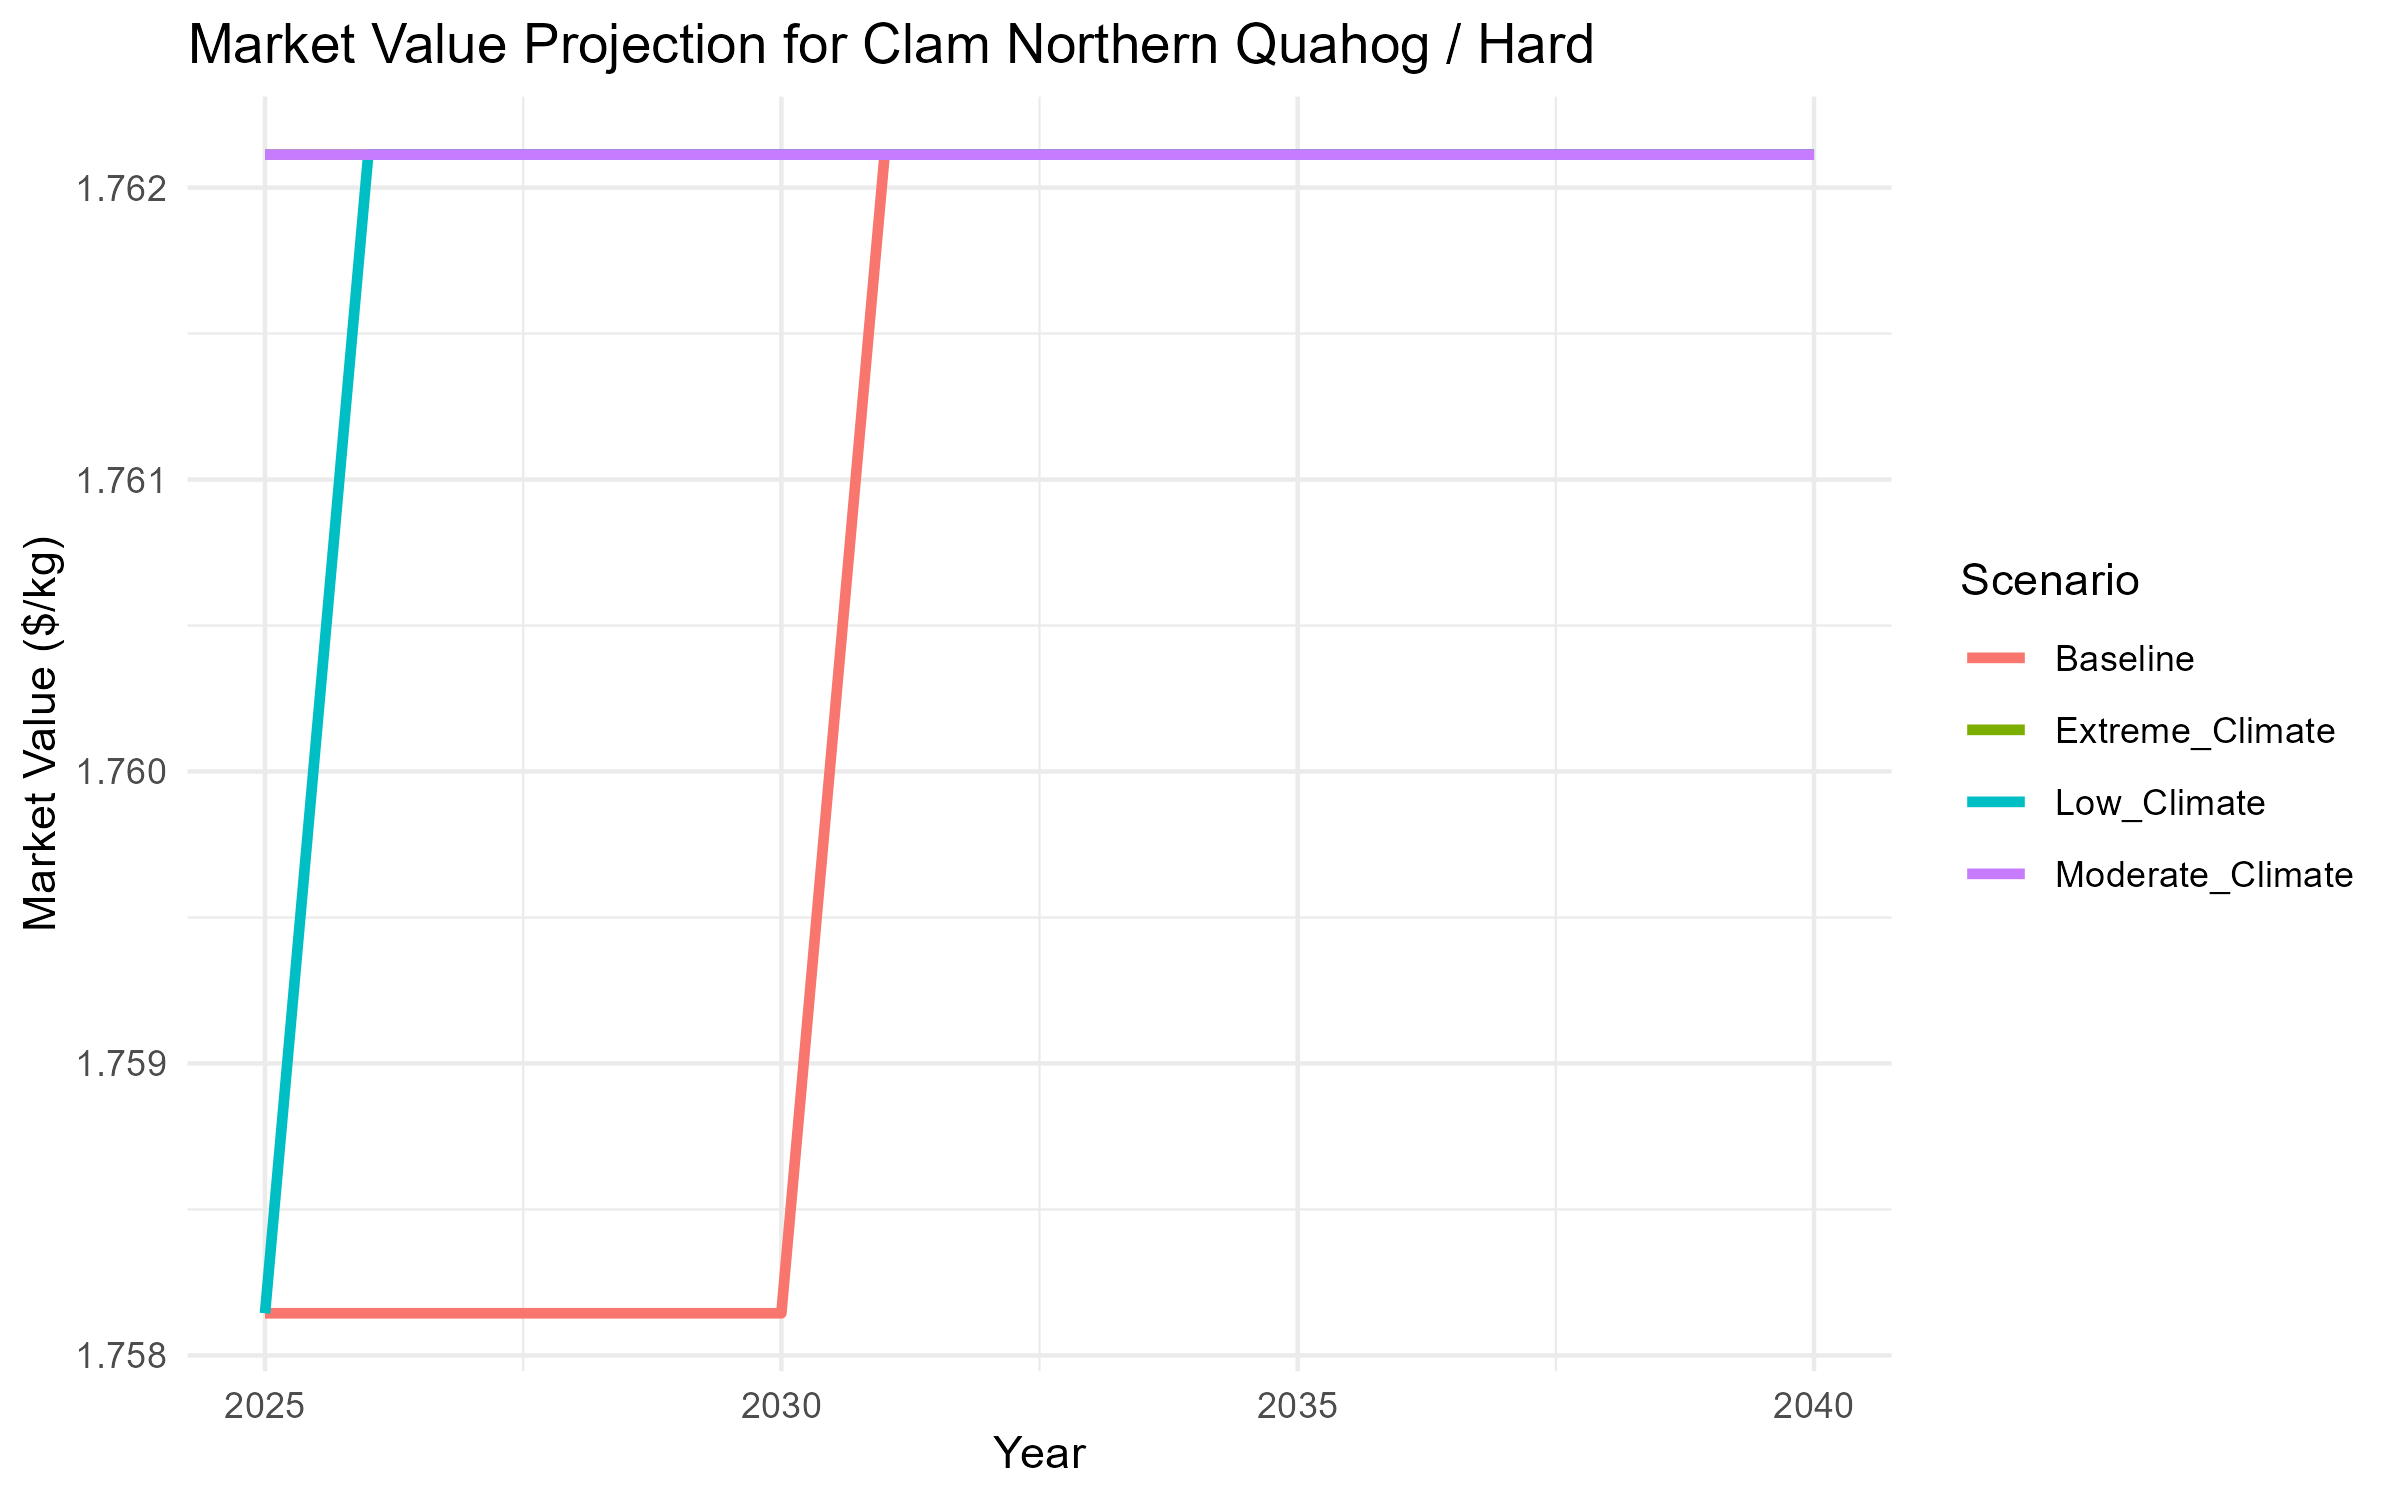 Market Value Projection for Clam Northern Quahog / Hard
Market Value ($/kg)
1.762
1.761
1.760
1.759
1.758
2025
2030
2035
2040
Year
Scenario
Baseline
Extreme_Climate
Low_Climate
Moderate_Climate